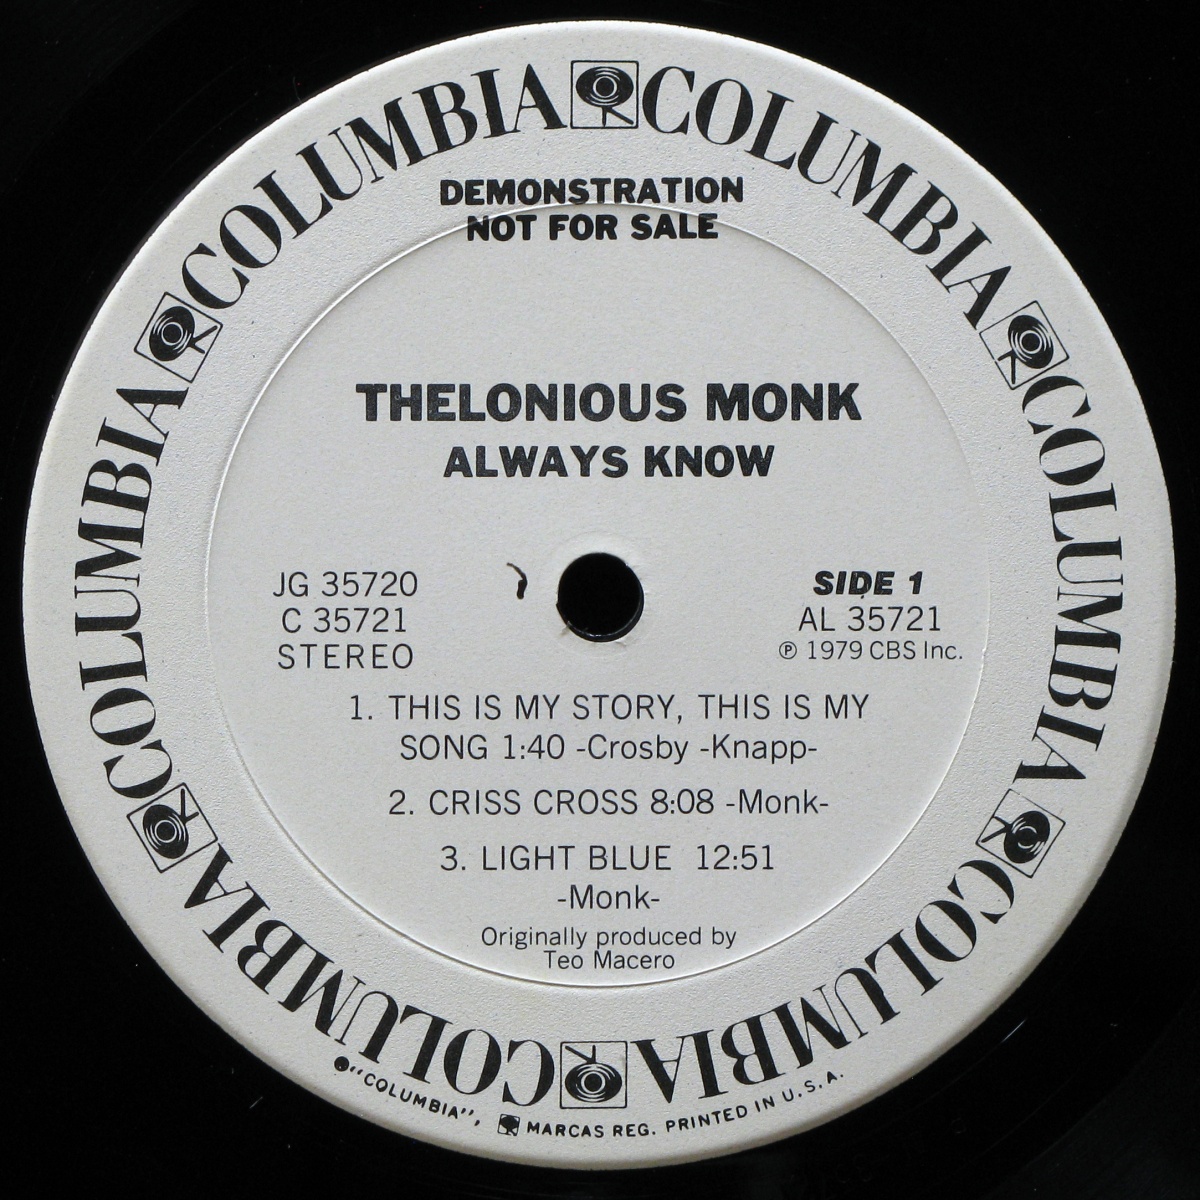 COLUMBIA COLUMBIA COLUMBIA COLUMBIA COLUMBIA COLUMBIA COLUMBIA COLUMBIA
DEMONSTRATION
NOT FOR SALE
THELONIOUS MONK
ALWAYS KNOW
JG 35720
C 35721
STEREO
SIDE 1
AL 35721
℗ 1979 CBS Inc.
1. THIS IS MY STORY, THIS IS MY
SONG 1:40 -Crosby -Knapp-
2. CRISS CROSS 8:08 -Monk-
3. LIGHT BLUE 12:51
-Monk-
Originally produced by
Teo Macero
"COLUMBIA", MARCAS REG. PRINTED IN U.S.A.